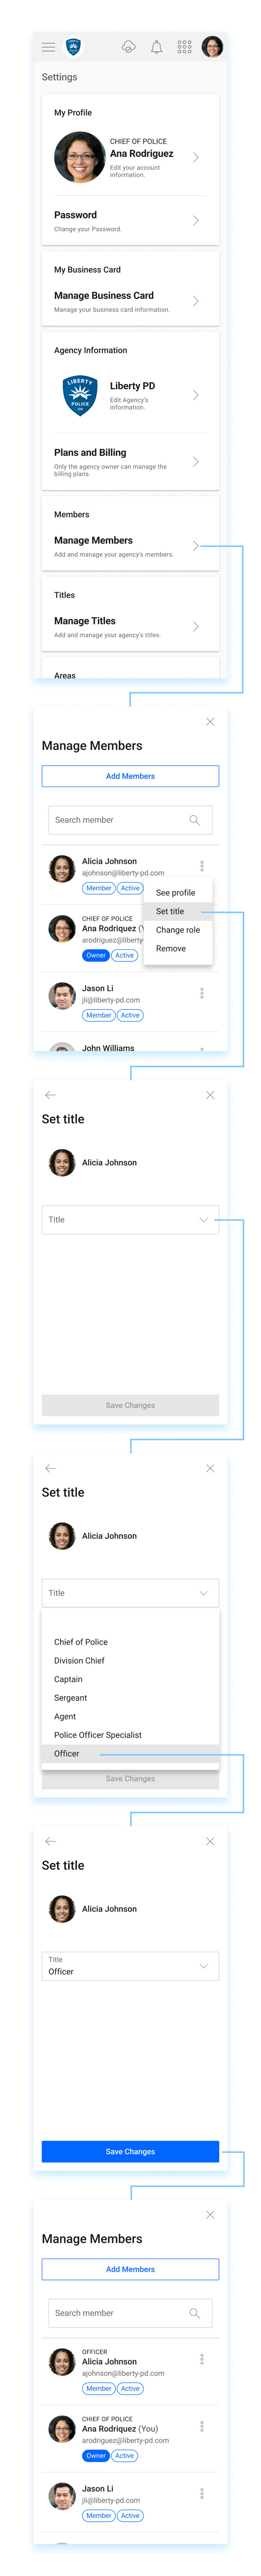 Settings
My Profile
CHIEF OF POLICE
Ana Rodriguez
Edit your account
information.
Password
Change your Password.
My Business Card
Manage Business Card
Manage your business card information.
Agency Information
LIBERTY
POLICE
CA
Liberty PD
Edit Agency's
information.
Plans and Billing
Only the agency owner can manage the
billing plans.
Members
Manage Members
Add and manage your agency's members.
Titles
Manage Titles
Add and manage your agency's titles.
Areas
Manage Members
Add Members
Search member
Alicia Johnson
ajohnson@liberty-pd.com
Member Active
See profile
Set title
Change role
Remove
CHIEF OF POLICE
Ana Rodriquez (Y
arodriguez@liberty
Owner Active
Jason Li
jli@liberty-pd.com
Member Active
John Williams
Set title
Alicia Johnson
Title
Save Changes
Set title
Alicia Johnson
Title
Chief of Police
Division Chief
Captain
Sergeant
Agent
Police Officer Specialist
Officer
Save Changes
Set title
Alicia Johnson
Title
Officer
Save Changes
Manage Members
Add Members
Search member
OFFICER
Alicia Johnson
ajohnson@liberty-pd.com
Member Active
CHIEF OF POLICE
Ana Rodriquez (You)
arodriguez@liberty-pd.com
Owner Active
Jason Li
jli@liberty-pd.com
Member Active